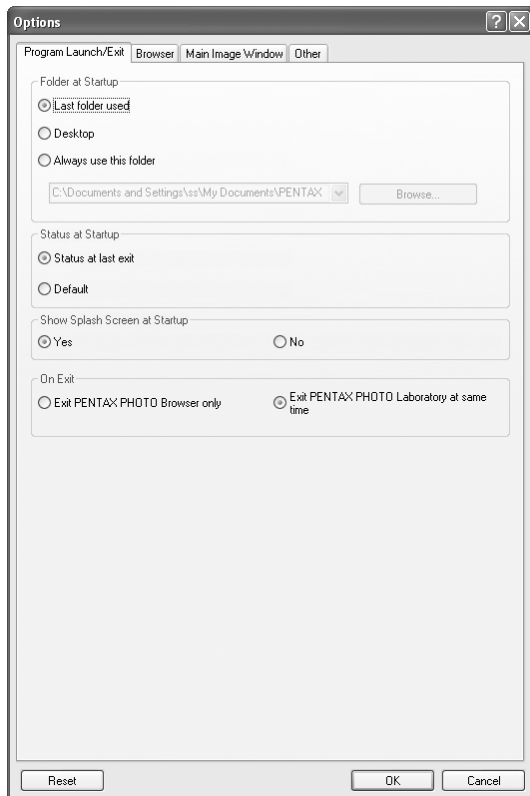 Options
Program Launch/Exit Browser Main Image Window Other
Folder at Startup
Last folder used
Desktop
Always use this folder
C:\Documents and Settings\ss\My Documents\PENTAX Browse...
Status at Startup
Status at last exit
Default
Show Splash Screen at Startup
Yes No
On Exit
Exit PENTAX PHOTO Browser only
Exit PENTAX PHOTO Laboratory at same
time
Reset OK Cancel